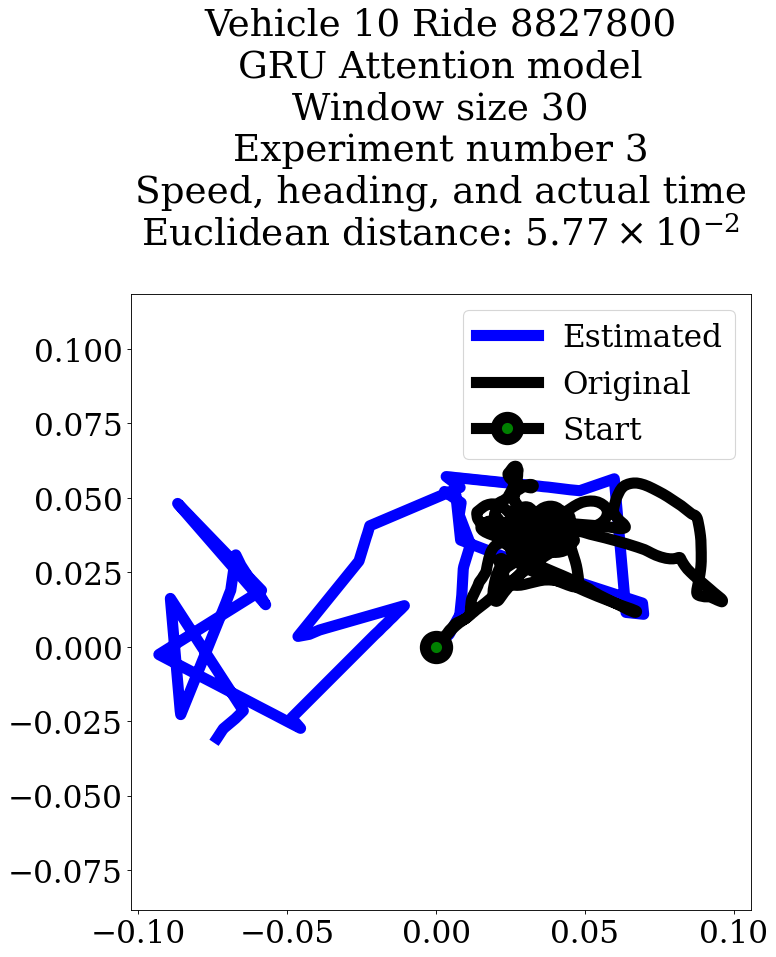 Vehicle 10 Ride 8827800
GRU Attention model
Window size 30
Experiment number 3
Speed, heading, and actual time
Euclidean distance: 5.77 × 10⁻²
Estimated
Original
Start
0.100
0.075
0.050
0.025
0.000
−0.025
−0.050
−0.075
−0.10
−0.05
0.00
0.05
0.10